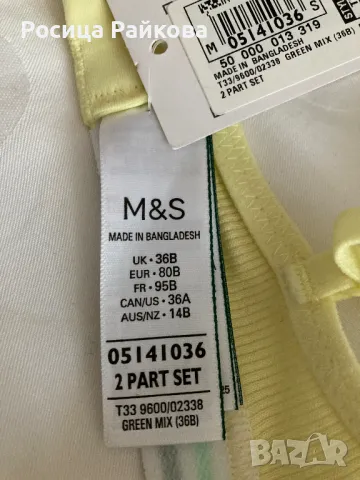 Росица Райкова
M 05141036 S
50 000 013 319
MADE IN BANGLADESH
T33/9600/02338 GREEN MIX (36B)
2 PART SET
M&S
MADE IN BANGLADESH
UK • 36B
EUR • 80B
FR • 95B
CAN/US • 36A
AUS/NZ • 14B
05141036
2 PART SET
T33 9600/02338
GREEN MIX (36B)
25
bazar